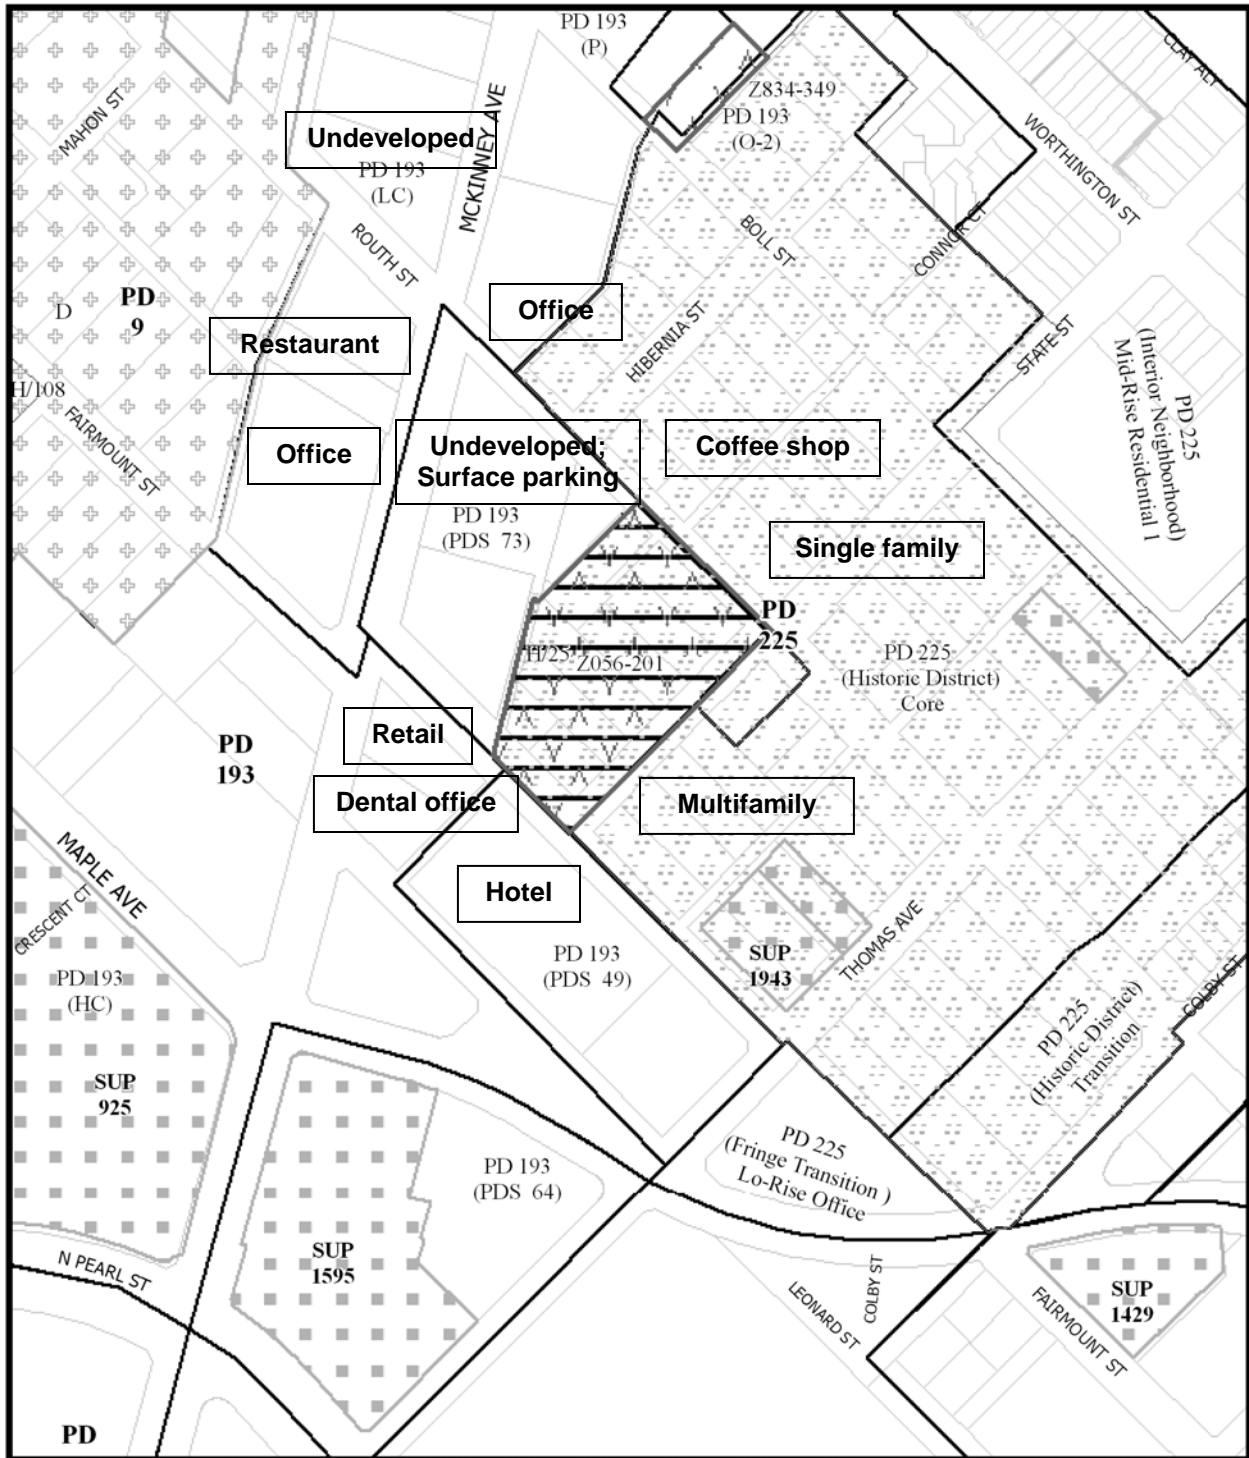 PD 193
(P)
CLAY ALY
Z834-349
PD 193
(O-2)
MAHON ST
Undeveloped
PD 193
(LC)
MCKINNEY AVE
WORTHINGTON ST
ROUTH ST
BOLL ST
CONNOR CT
PD
9
D
Office
Restaurant
HIBERNIA ST
STATE ST
PD 225
(Interior Neighborhood)
Mid-Rise Residential 1
H/108
FAIRMOUNT ST
Office
Undeveloped;
Surface parking
Coffee shop
PD 193
(PDS 73)
Single family
PD
225
H/25
Z056-201
PD 225
(Historic District)
Core
Retail
PD
193
Dental office
Multifamily
MAPLE AVE
CRESCENT CT
Hotel
THOMAS AVE
PD 193
(HC)
PD 193
(PDS 49)
SUP
1943
COLBY ST
PD 225
(Historic District)
Transition
SUP
925
PD 193
(PDS 64)
PD 225
(Fringe Transition )
Lo-Rise Office
N PEARL ST
SUP
1595
LEONARD ST
COLBY ST
FAIRMOUNT ST
SUP
1429
PD